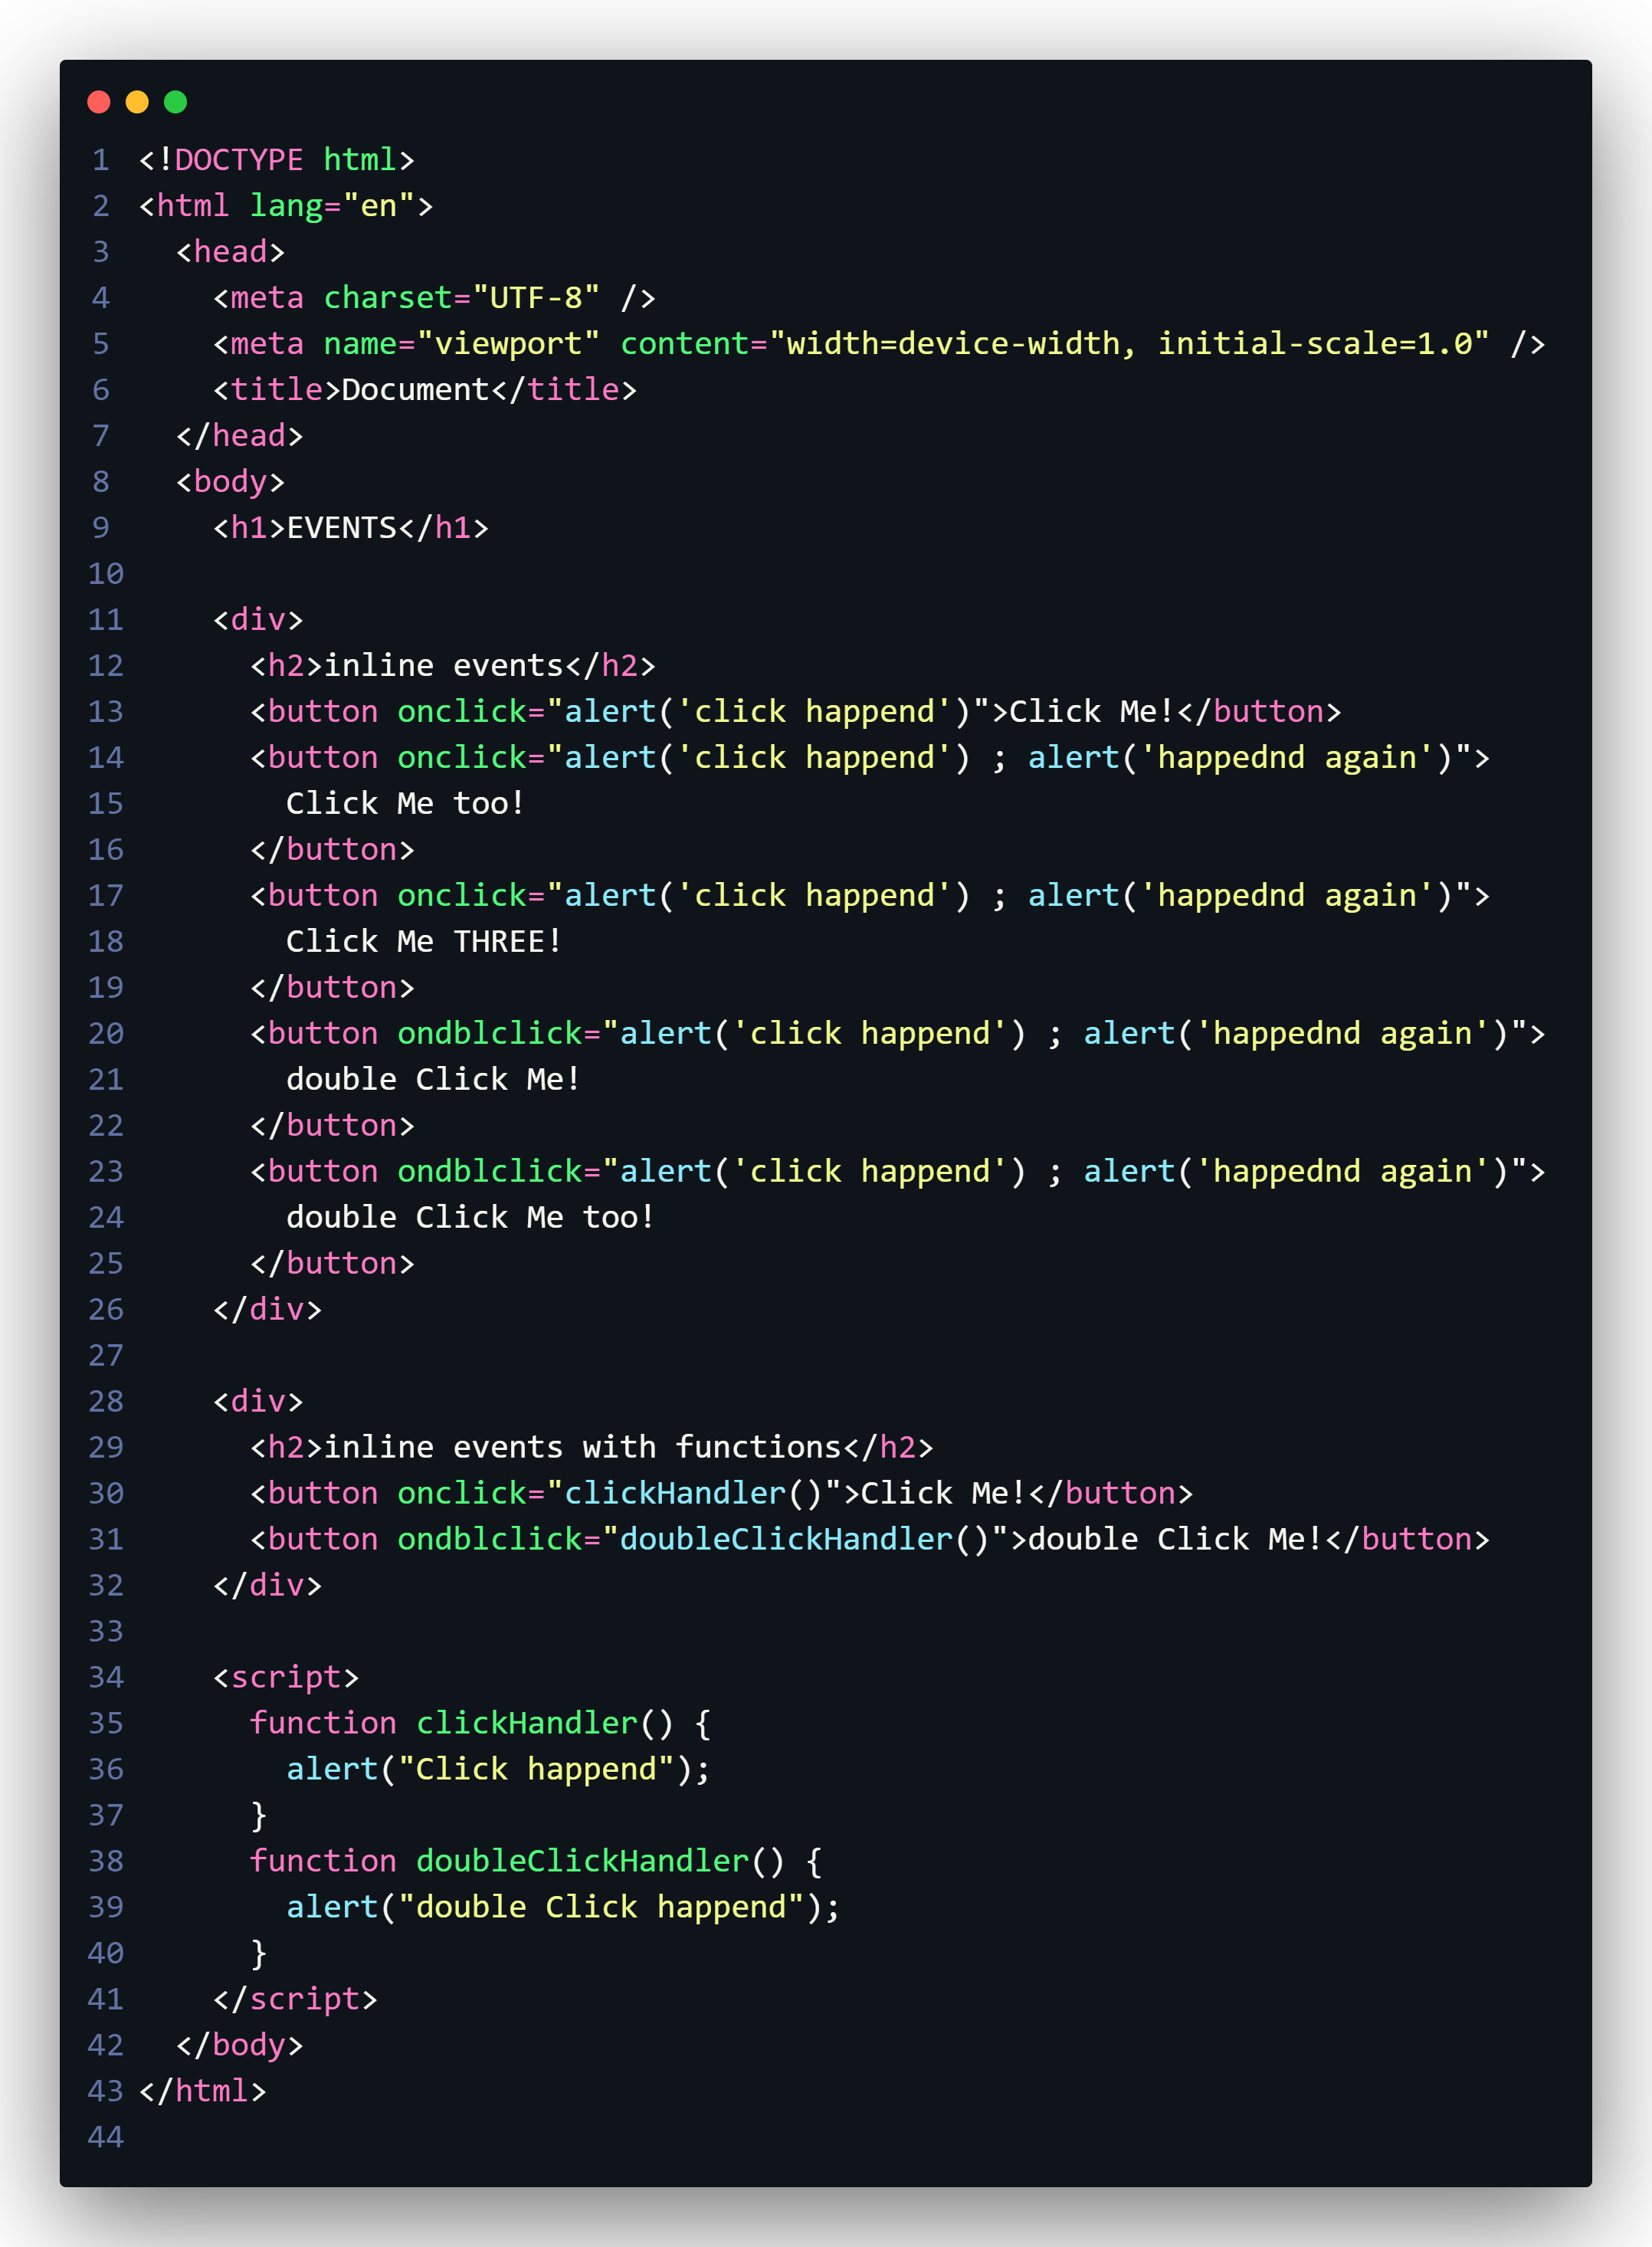 1 <!DOCTYPE html>
2 <html lang="en">
3   <head>
4     <meta charset="UTF-8" />
5     <meta name="viewport" content="width=device-width, initial-scale=1.0" />
6     <title>Document</title>
7   </head>
8   <body>
9     <h1>EVENTS</h1>
10
11     <div>
12       <h2>inline events</h2>
13       <button onclick="alert('click happend')">Click Me!</button>
14       <button onclick="alert('click happend') ; alert('happednd again')">
15         Click Me too!
16       </button>
17       <button onclick="alert('click happend') ; alert('happednd again')">
18         Click Me THREE!
19       </button>
20       <button ondblclick="alert('click happend') ; alert('happednd again')">
21         double Click Me!
22       </button>
23       <button ondblclick="alert('click happend') ; alert('happednd again')">
24         double Click Me too!
25       </button>
26     </div>
27
28     <div>
29       <h2>inline events with functions</h2>
30       <button onclick="clickHandler()">Click Me!</button>
31       <button ondblclick="doubleClickHandler()">double Click Me!</button>
32     </div>
33
34     <script>
35       function clickHandler() {
36         alert("Click happend");
37       }
38       function doubleClickHandler() {
39         alert("double Click happend");
40       }
41     </script>
42   </body>
43 </html>
44